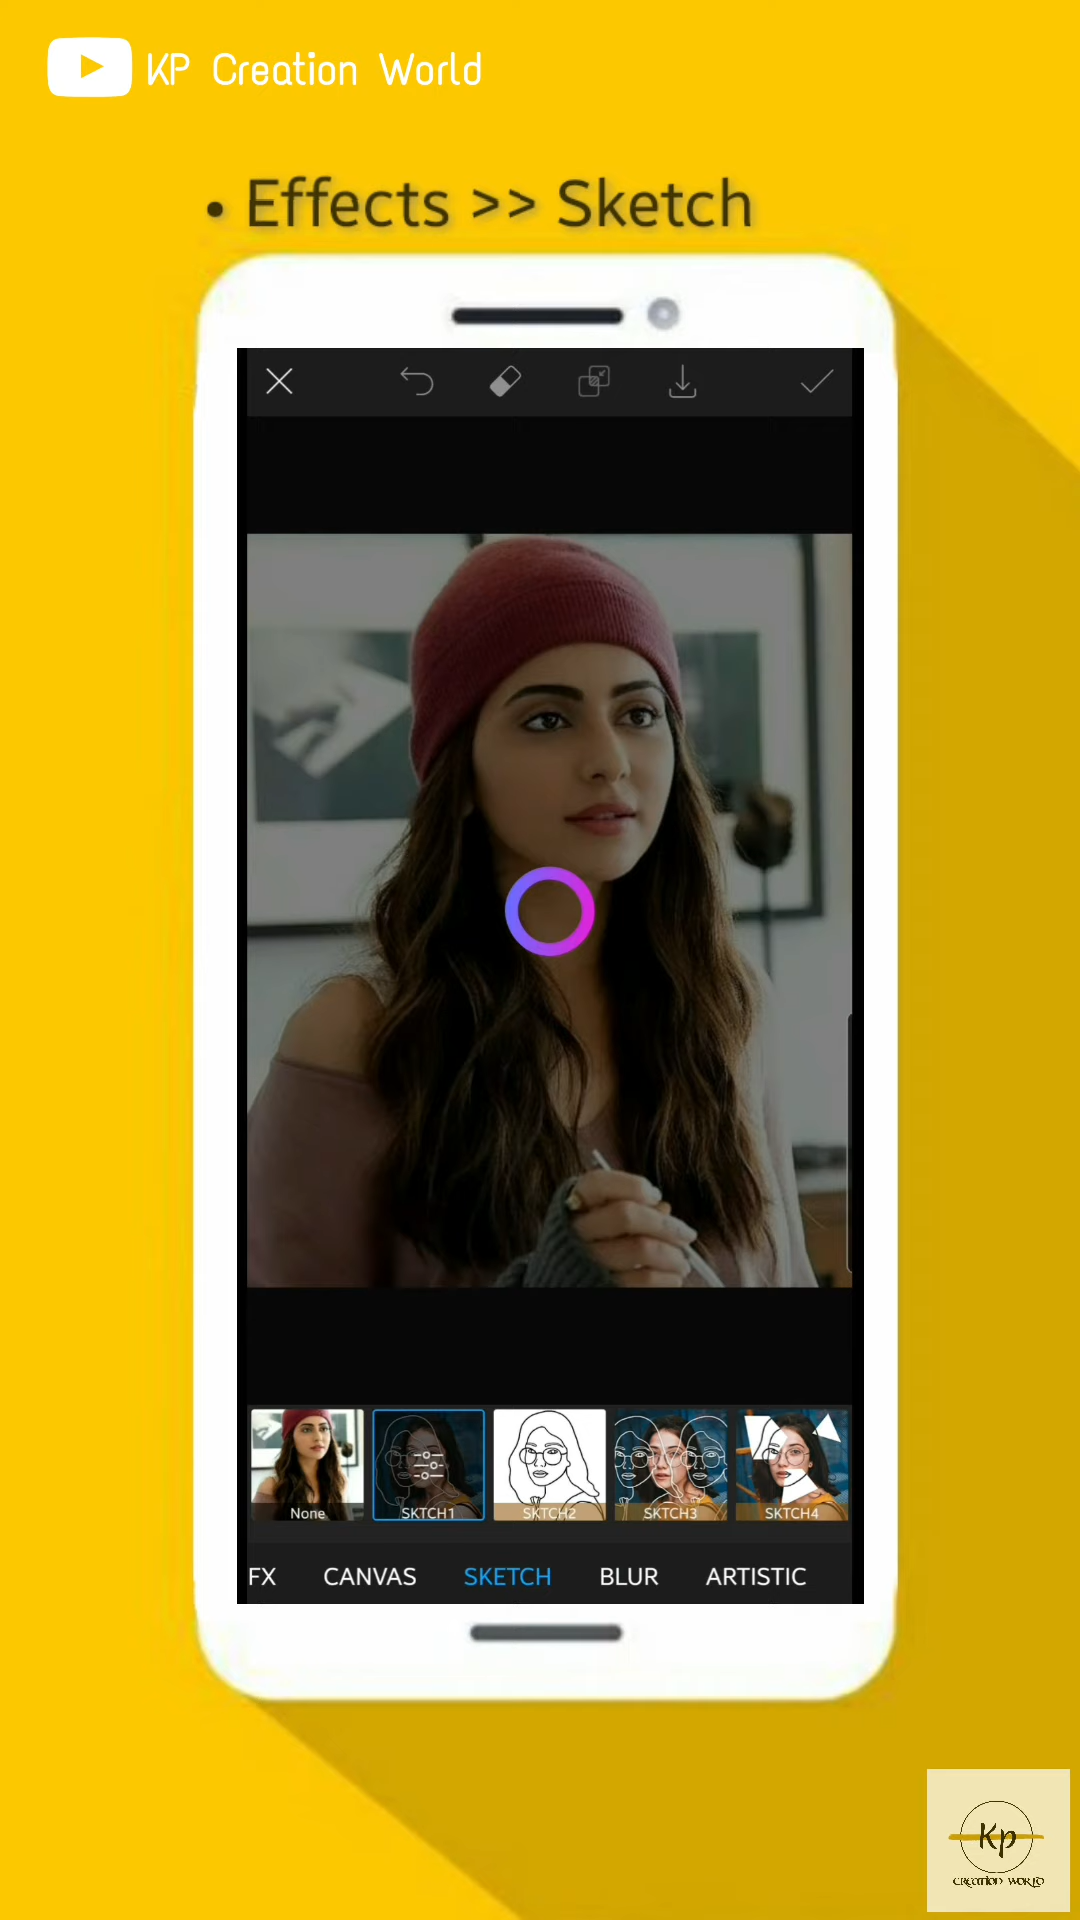 KP Creation World
• Effects >> Sketch
None SKTCH1 SKTCH2 SKTCH3 SKTCH4
FX CANVAS SKETCH BLUR ARTISTIC
Kp
CREATION WORLD